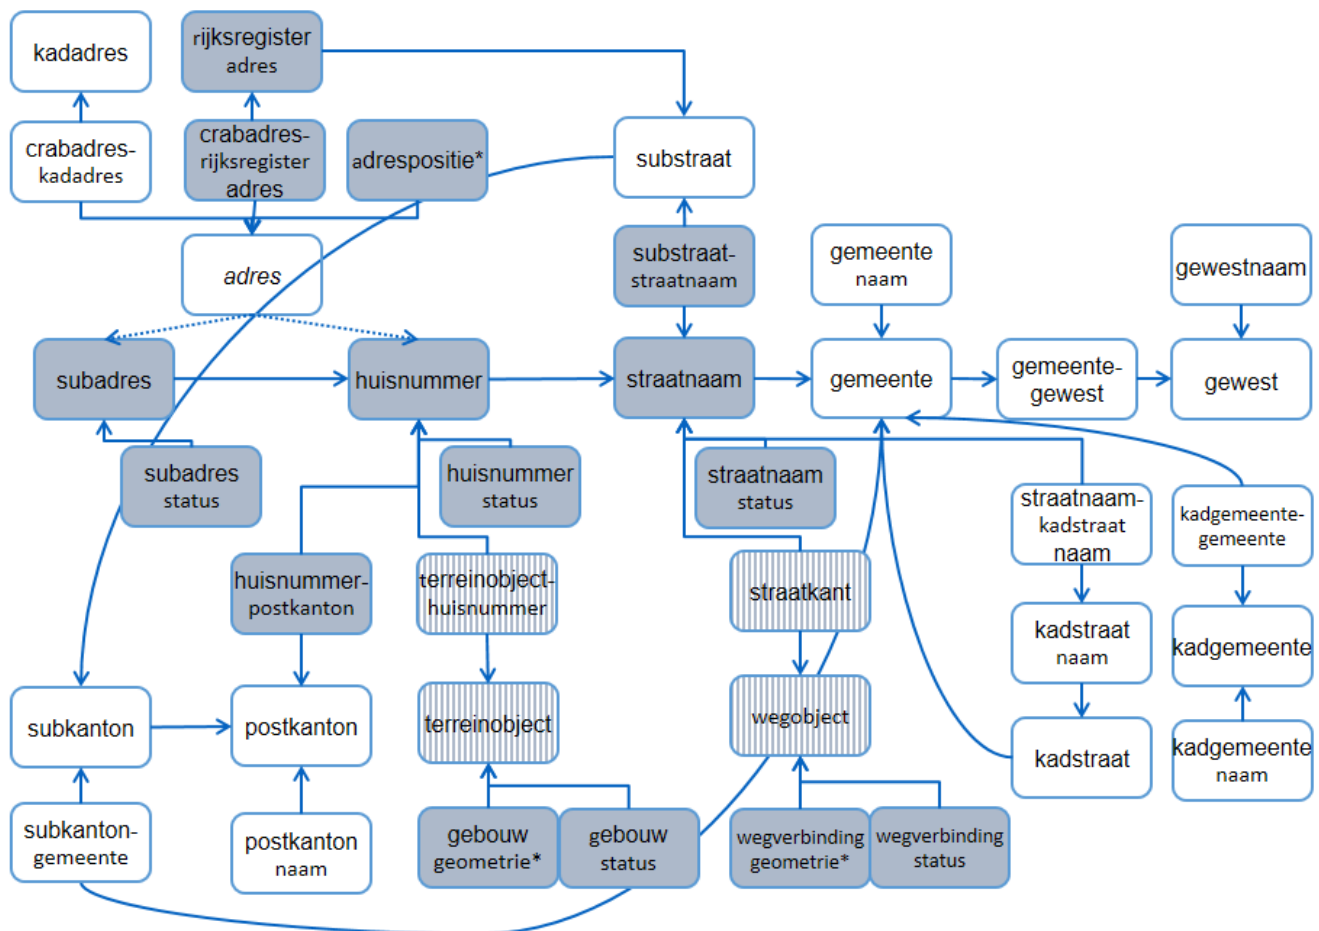 kadadres
rijksregister
adres
crabadres-
kadadres
crabadres-
rijksregister
adres
adrespositie*
substraat
adres
substraat-
straatnaam
gemeente
naam
gewestnaam
subadres
huisnummer
straatnaam
gemeente
gemeente-
gewest
gewest
subadres
status
huisnummer
status
straatnaam
status
straatnaam-
kadstraat
naam
kadgemeente-
gemeente
huisnummer-
postkanton
terreinobject-
huisnummer
straatkant
kadstraat
naam
kadgemeente
subkanton
postkanton
terreinobject
wegobject
kadstraat
kadgemeente
naam
subkanton-
gemeente
postkanton
naam
gebouw
geometrie*
gebouw
status
wegverbinding
geometrie*
wegverbinding
status